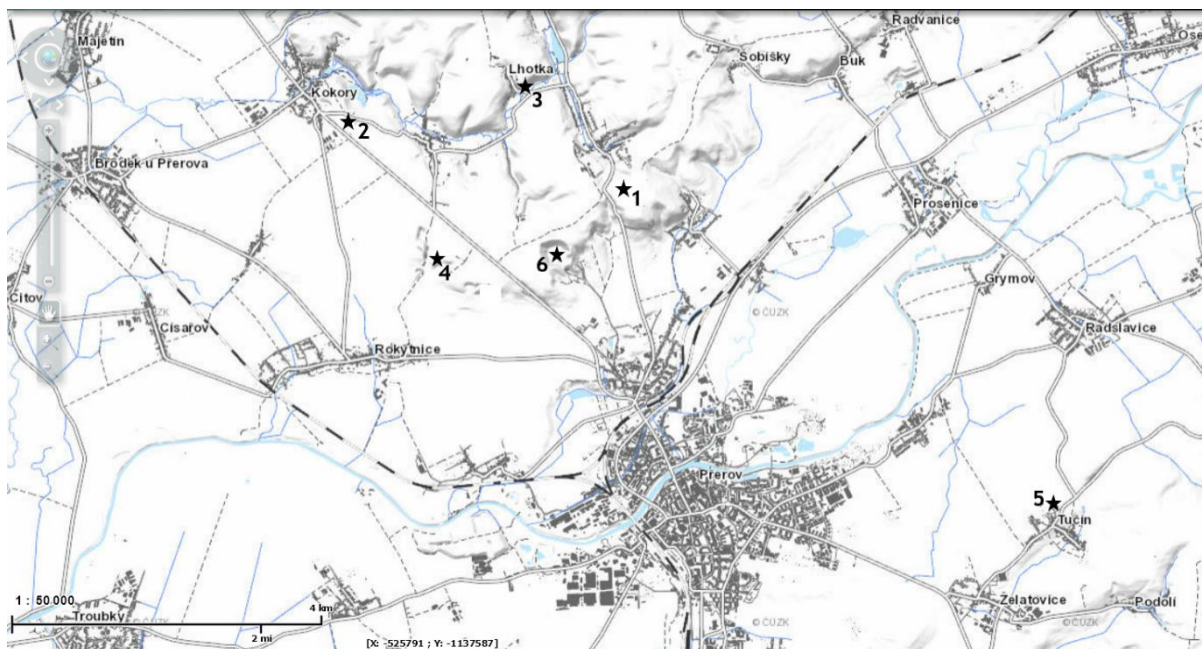 Majetín
Radvanice
Lhotka
3
Sobíšky
Buk
Ose
Kokory
2
Brodek u Přerova
1
Prosenice
4
6
Grymov
Citov
© ČÚZK
Císařov
© ČÚZK
Radslavice
Rokytnice
Přerov
5
Tučín
1 : 50 000
4 km
Troubky
© ČÚZK
2 mi
Želatovice
Podolí
© ČÚZK
[X: -525791 ; Y: -1137587]